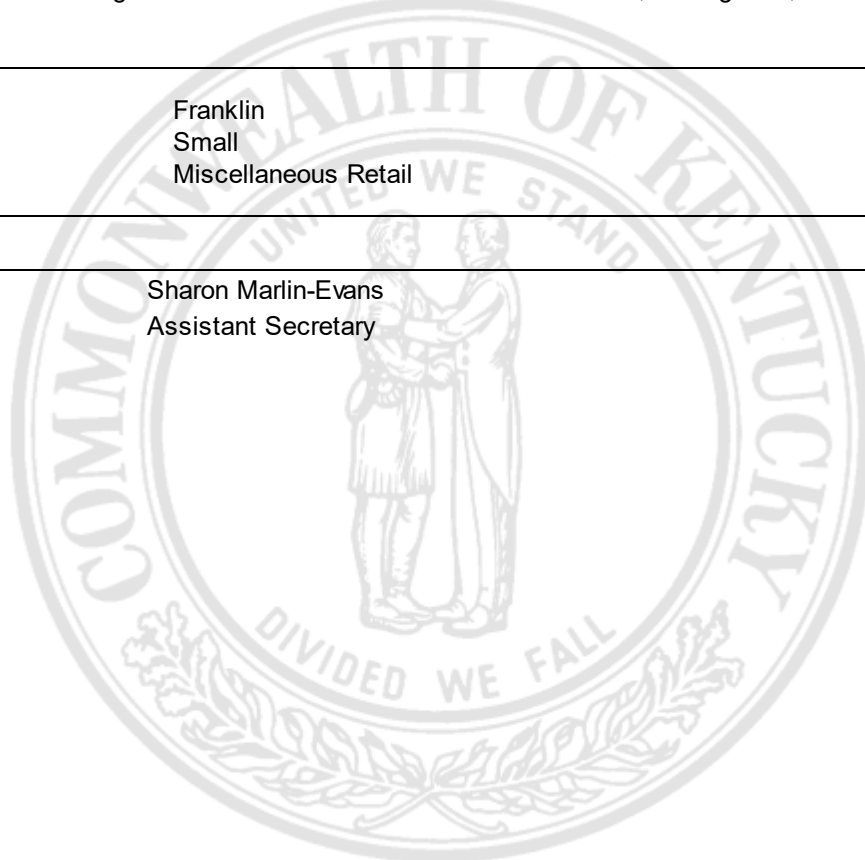 Franklin
Small
Miscellaneous Retail
Sharon Marlin-Evans
Assistant Secretary
COMMONWEALTH OF KENTUCKY
UNITED WE STAND
DIVIDED WE FALL